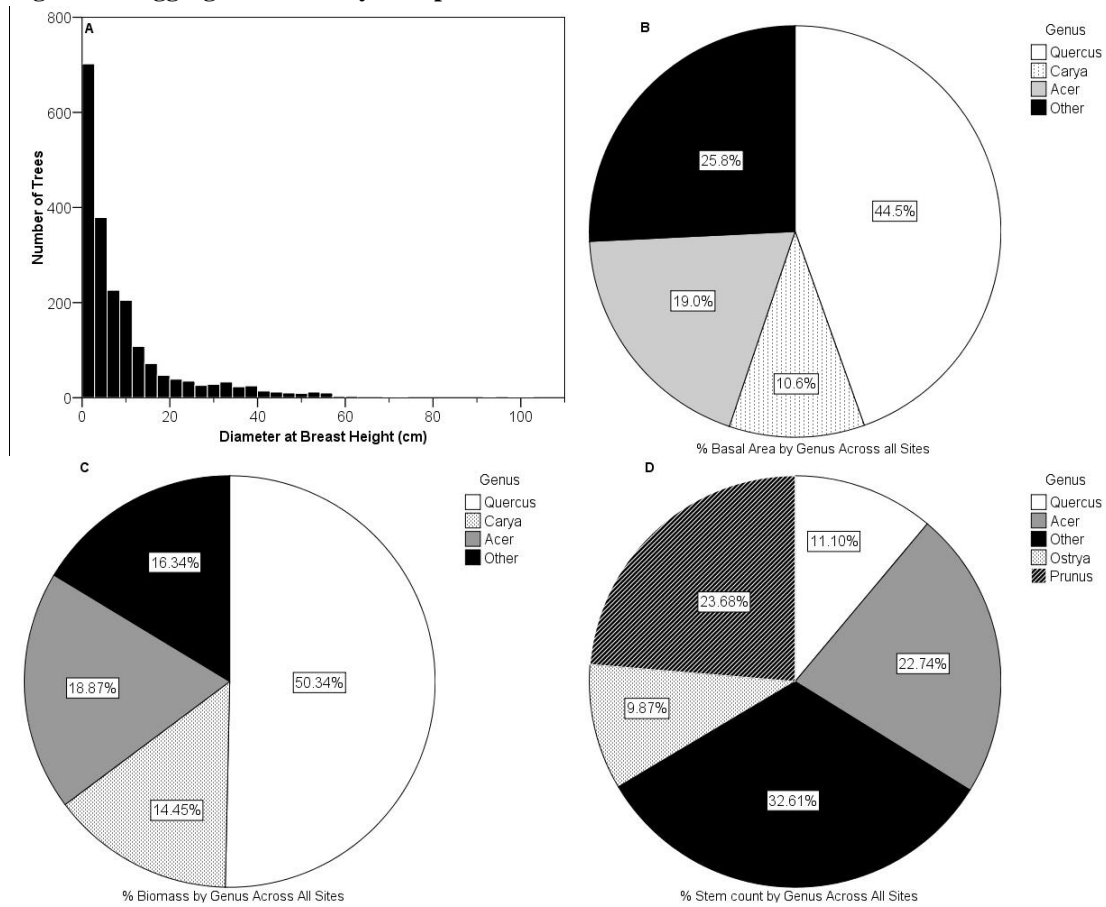 A
800
600
400
200
0
Number of Trees
0 20 40 60 80 100
Diameter at Breast Height (cm)
B
Genus
Quercus
Carya
Acer
Other
25.8%
44.5%
19.0%
10.6%
% Basal Area by Genus Across all Sites
C
Genus
Quercus
Carya
Acer
Other
16.34%
50.34%
18.87%
14.45%
% Biomass by Genus Across All Sites
D
Genus
Quercus
Acer
Other
Ostrya
Prunus
11.10%
23.68%
22.74%
9.87%
32.61%
% Stem count by Genus Across All Sites